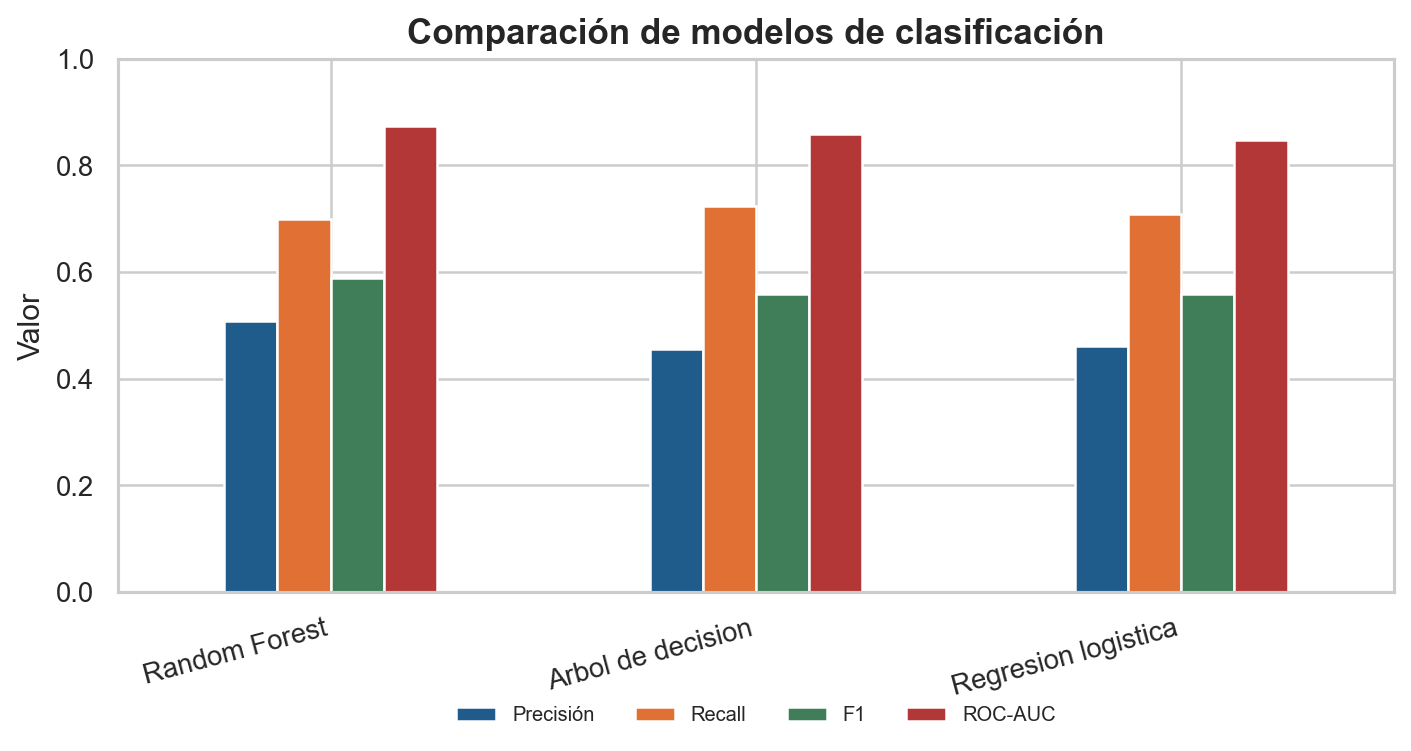 Comparación de modelos de clasificación
1.0
0.8
0.6
0.4
0.2
0.0
Valor
Random Forest
Arbol de decision
Regresion logistica
Precisión
Recall
F1
ROC-AUC